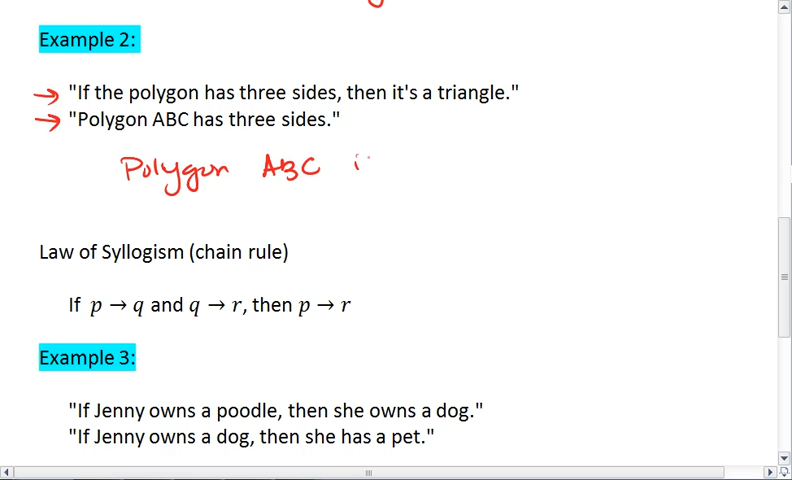 Example 2:
→ "If the polygon has three sides, then it's a triangle."
→ "Polygon ABC has three sides."
Polygon ABC
Law of Syllogism (chain rule)
If p → q and q → r, then p → r
Example 3:
"If Jenny owns a poodle, then she owns a dog."
"If Jenny owns a dog, then she has a pet."